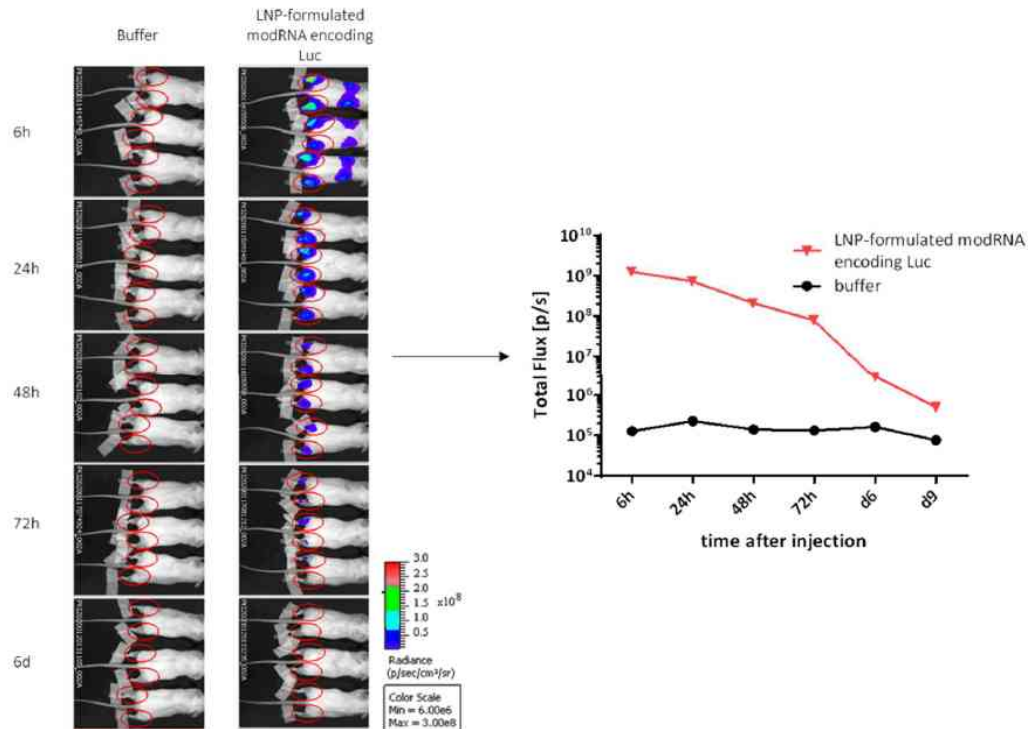 Buffer
LNP-formulated
modRNA encoding
Luc
6h
24h
48h
72h
6d
3.0
2.5
2.0
1.5
1.0
0.5
x10⁸
Radiance
(p/sec/cm²/sr)
Color Scale
Min = 6.00e6
Max = 3.00e8
LNP-formulated modRNA
encoding Luc
buffer
Total Flux [p/s]
10¹⁰
10⁹
10⁸
10⁷
10⁶
10⁵
10⁴
6h
24h
48h
72h
d6
d9
time after injection